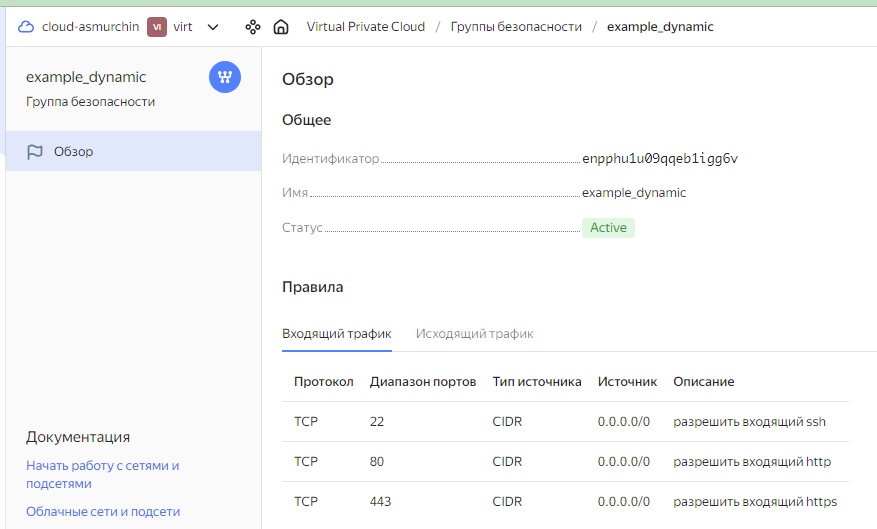 cloud-asmurchin VI virt Virtual Private Cloud / Группы безопасности / example_dynamic
example_dynamic
Группа безопасности
Обзор
Документация
Начать работу с сетями и
подсетями
Облачные сети и подсети
Обзор
Общее
Идентификатор enpphu1u09qqeb1igg6v
Имя example_dynamic
Статус Active
Правила
Входящий трафик Исходящий трафик
Протокол Диапазон портов Тип источника Источник Описание
TCP 22 CIDR 0.0.0.0/0 разрешить входящий ssh
TCP 80 CIDR 0.0.0.0/0 разрешить входящий http
TCP 443 CIDR 0.0.0.0/0 разрешить входящий https